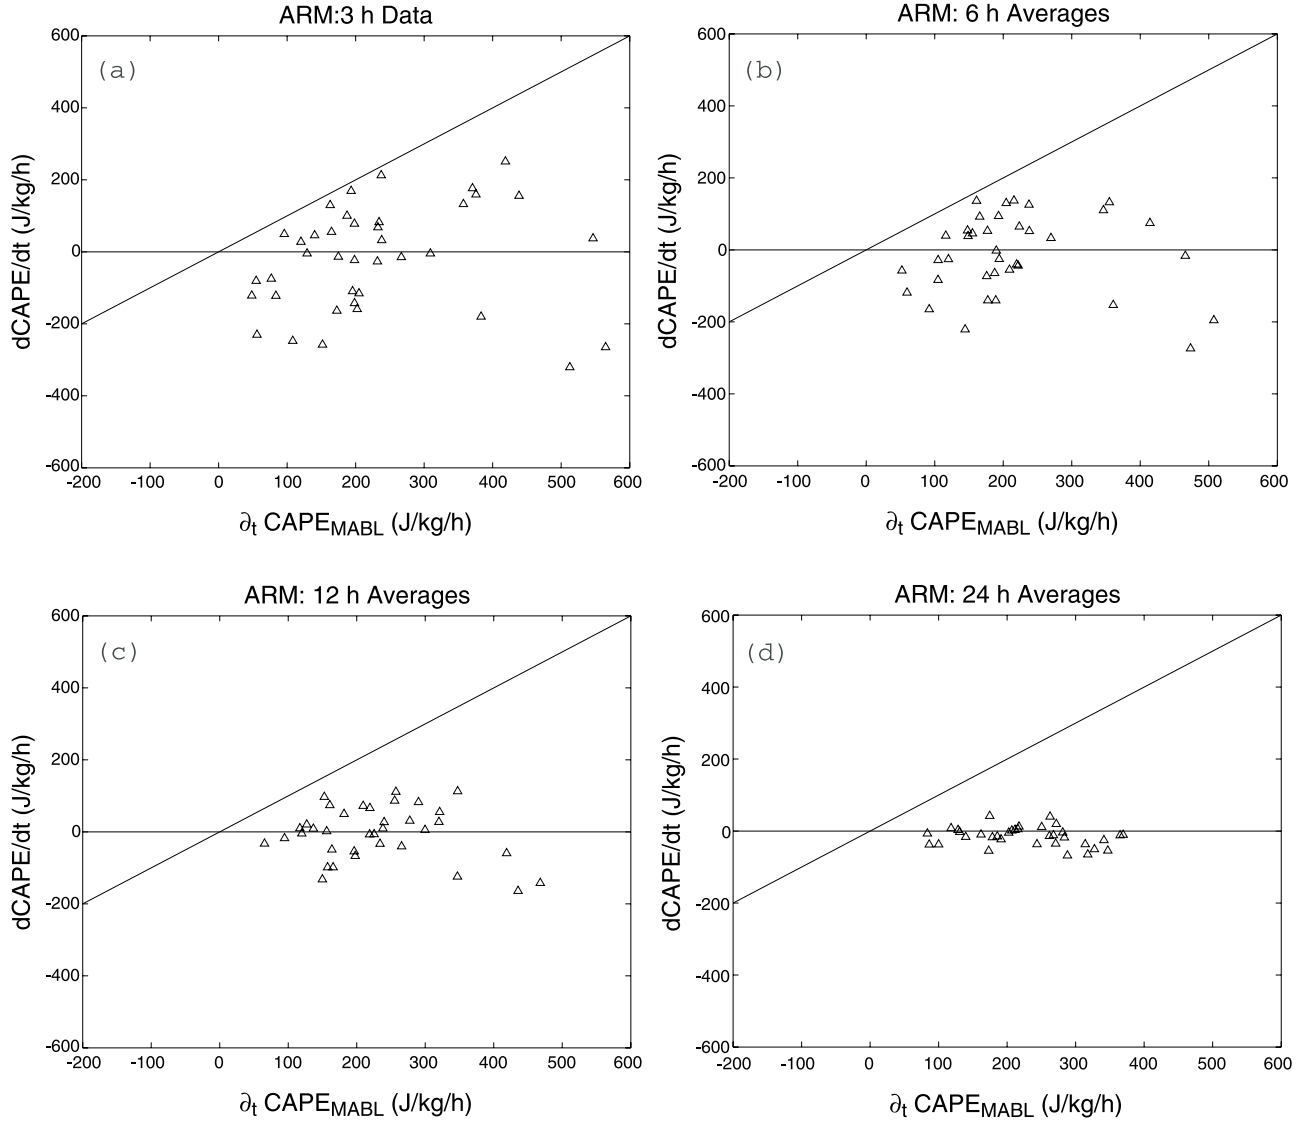 ARM:3 h Data
(a)
dCAPE/dt (J/kg/h)
600
400
200
0
-200
-400
-600
-200 -100 0 100 200 300 400 500 600
∂t CAPEMABL (J/kg/h)
ARM: 6 h Averages
(b)
dCAPE/dt (J/kg/h)
600
400
200
0
-200
-400
-600
-200 -100 0 100 200 300 400 500 600
∂t CAPEMABL (J/kg/h)
ARM: 12 h Averages
(c)
dCAPE/dt (J/kg/h)
600
400
200
0
-200
-400
-600
-200 -100 0 100 200 300 400 500 600
∂t CAPEMABL (J/kg/h)
ARM: 24 h Averages
(d)
dCAPE/dt (J/kg/h)
600
400
200
0
-200
-400
-600
-200 -100 0 100 200 300 400 500 600
∂t CAPEMABL (J/kg/h)